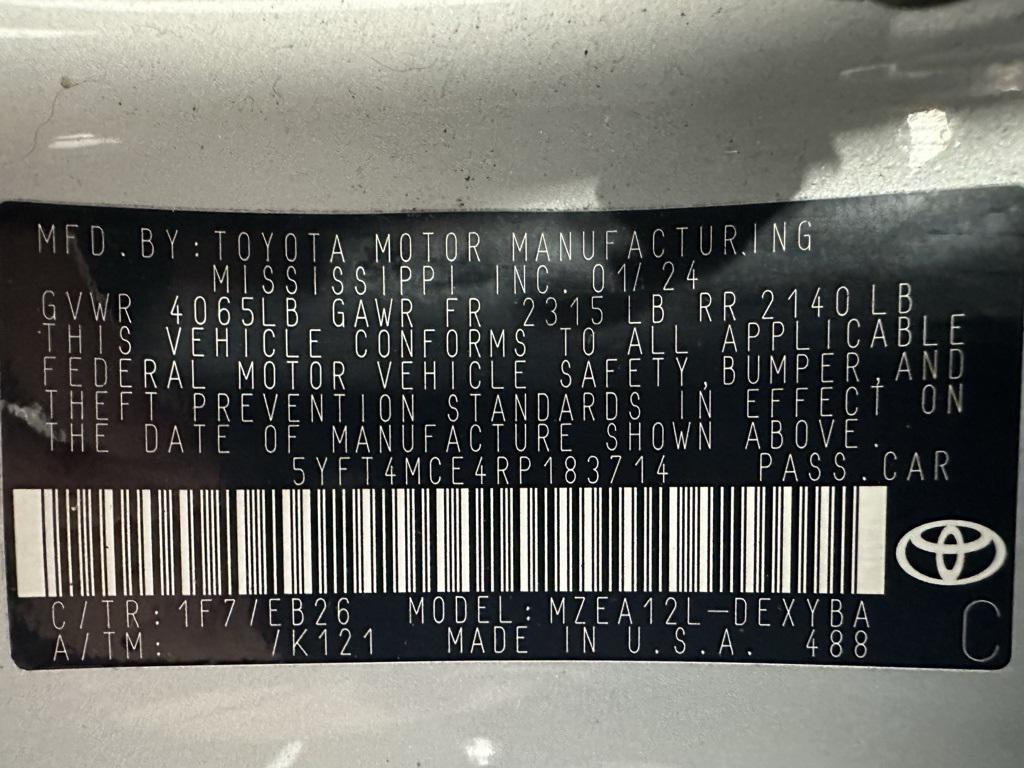 MFD. BY: TOYOTA MOTOR MANUFACTURING
MISSISSIPPI INC. 01/24
GVWR 4065LB GAWR FR 2315 LB RR 2140 LB
THIS VEHICLE CONFORMS TO ALL APPLICABLE
FEDERAL MOTOR VEHICLE SAFETY, BUMPER, AND
THEFT PREVENTION STANDARDS IN EFFECT ON
THE DATE OF MANUFACTURE SHOWN ABOVE.
5YFT4MCE4RP183714 PASS. CAR
C/TR: 1F7/EB26 MODEL: MZEA12L-DEXYBA
A/TM: /K121 MADE IN U.S.A. 488 C